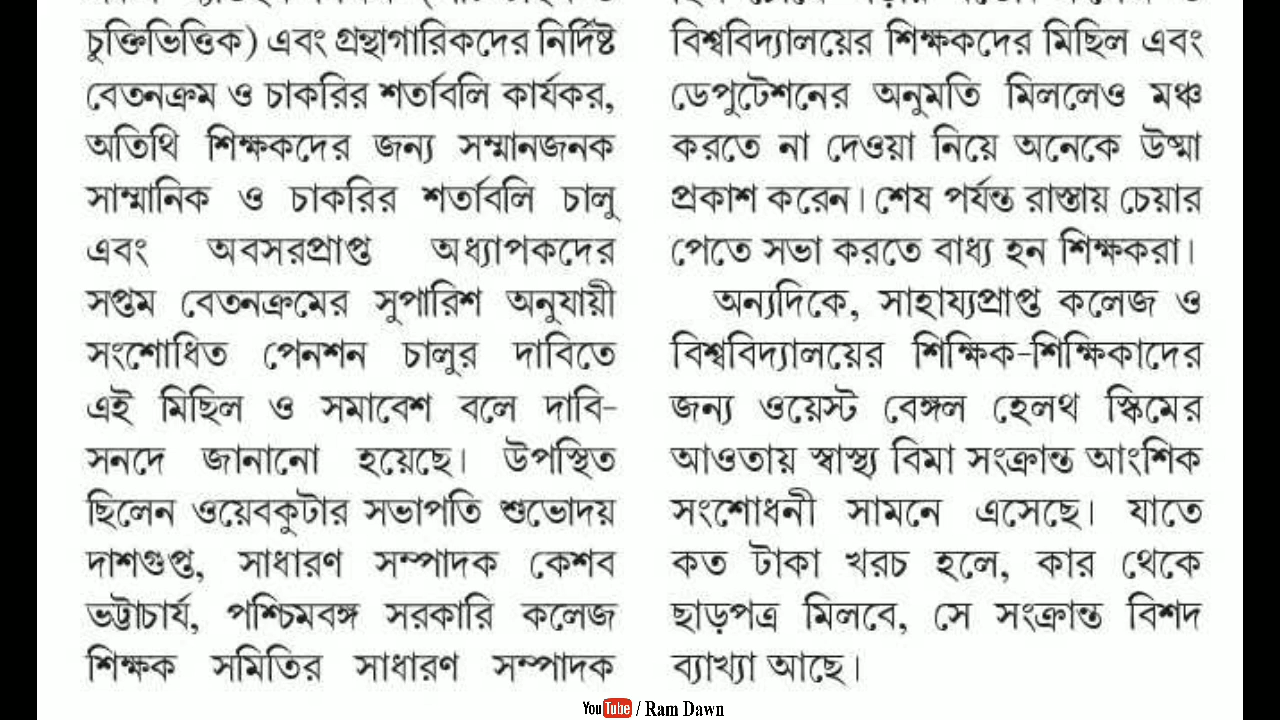 চুক্তিভিত্তিক) এবং গ্রন্থাগারিকদের নির্দিষ্ট
বেতনক্রম ও চাকরির শর্তাবলি কার্যকর,
অতিথি শিক্ষকদের জন্য সম্মানজনক
সাম্মানিক ও চাকরির শর্তাবলি চালু
এবং অবসরপ্রাপ্ত অধ্যাপকদের
সপ্তম বেতনক্রমের সুপারিশ অনুযায়ী
সংশোধিত পেনশন চালুর দাবিতে
এই মিছিল ও সমাবেশ বলে দাবি-
সনদে জানানো হয়েছে। উপস্থিত
ছিলেন ওয়েবকুটার সভাপতি শুভোদয়
দাশগুপ্ত, সাধারণ সম্পাদক কেশব
ভট্টাচার্য, পশ্চিমবঙ্গ সরকারি কলেজ
শিক্ষক সমিতির সাধারণ সম্পাদক
বিশ্ববিদ্যালয়ের শিক্ষকদের মিছিল এবং
ডেপুটেশনের অনুমতি মিললেও মঞ্চ
করতে না দেওয়া নিয়ে অনেকে উষ্মা
প্রকাশ করেন। শেষ পর্যন্ত রাস্তায় চেয়ার
পেতে সভা করতে বাধ্য হন শিক্ষকরা।
অন্যদিকে, সাহায্যপ্রাপ্ত কলেজ ও
বিশ্ববিদ্যালয়ের শিক্ষিক-শিক্ষিকাদের
জন্য ওয়েস্ট বেঙ্গল হেলথ স্কিমের
আওতায় স্বাস্থ্য বিমা সংক্রান্ত আংশিক
সংশোধনী সামনে এসেছে। যাতে
কত টাকা খরচ হলে, কার থেকে
ছাড়পত্র মিলবে, সে সংক্রান্ত বিশদ
ব্যাখ্যা আছে।
YouTube / Ram Dawn